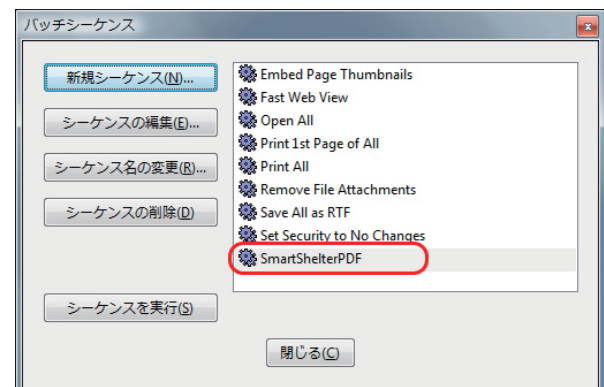 バッチシーケンス
新規シーケンス(N)...
シーケンスの編集(E)...
シーケンス名の変更(R)...
シーケンスの削除(D)
シーケンスを実行(S)
Embed Page Thumbnails
Fast Web View
Open All
Print 1st Page of All
Print All
Remove File Attachments
Save All as RTF
Set Security to No Changes
SmartShelterPDF
閉じる(C)